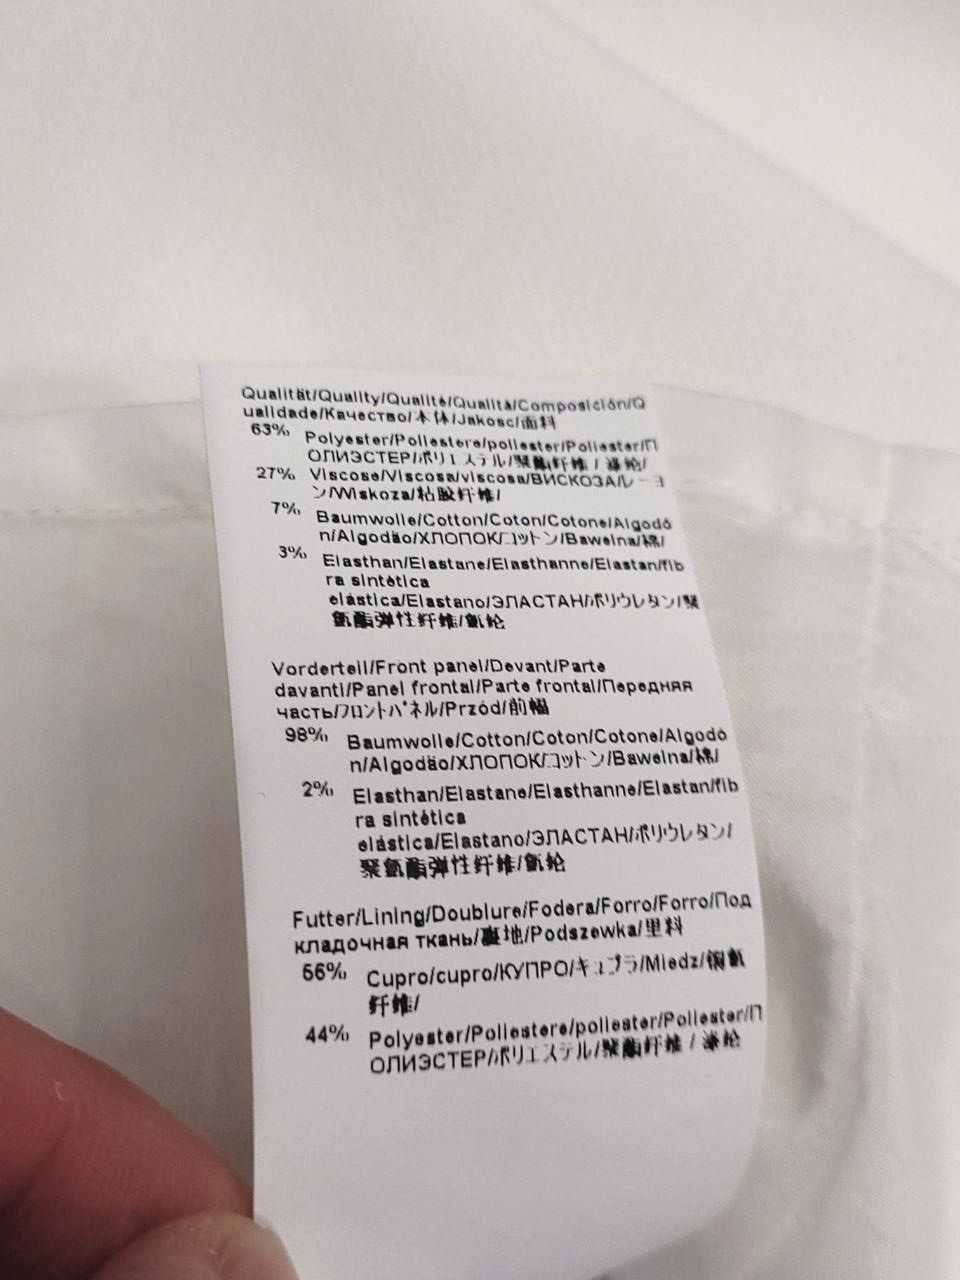 Qualität/Quality/Qualité/Qualità/Composición/Q
ualidade/Качество/本体/Jakosc/面料
63% Polyester/Poliestere/poliester/Poliester/П
ОЛИЭСТЕР/ポリエステル/聚酯纤维 / 涤纶/
27% Viscose/Viscosa/viscosa/ВИСКОЗА/レーヨ
ン/Wiskoza/粘胶纤维/
7% Baumwolle/Cotton/Coton/Cotone/Algodó
n/Algodão/ХЛОПОК/コットン/Bawelna/棉/
3% Elasthan/Elastane/Elasthanne/Elastan/fib
ra sintética
elástica/Elastano/ЭЛАСТАН/ポリウレタン/聚
氨酯弹性纤维/氨纶
Vorderteil/Front panel/Devant/Parte
davanti/Panel frontal/Parte frontal/Передняя
часть/フロントパネル/Przód/前幅
98% Baumwolle/Cotton/Coton/Cotone/Algodó
n/Algodão/ХЛОПОК/コットン/Bawelna/棉/
2% Elasthan/Elastane/Elasthanne/Elastan/fib
ra sintética
elástica/Elastano/ЭЛАСТАН/ポリウレタン/
聚氨酯弹性纤维/氨纶
Futter/Lining/Doublure/Fodera/Forro/Forro/Под
кладочная ткань/裏地/Podszewka/里料
56% Cupro/cupro/КУПРО/キュプラ/Miedz/铜氨
纤维/
44% Polyester/Poliestere/poliester/Poliester/П
ОЛИЭСТЕР/ポリエステル/聚酯纤维 / 涤纶